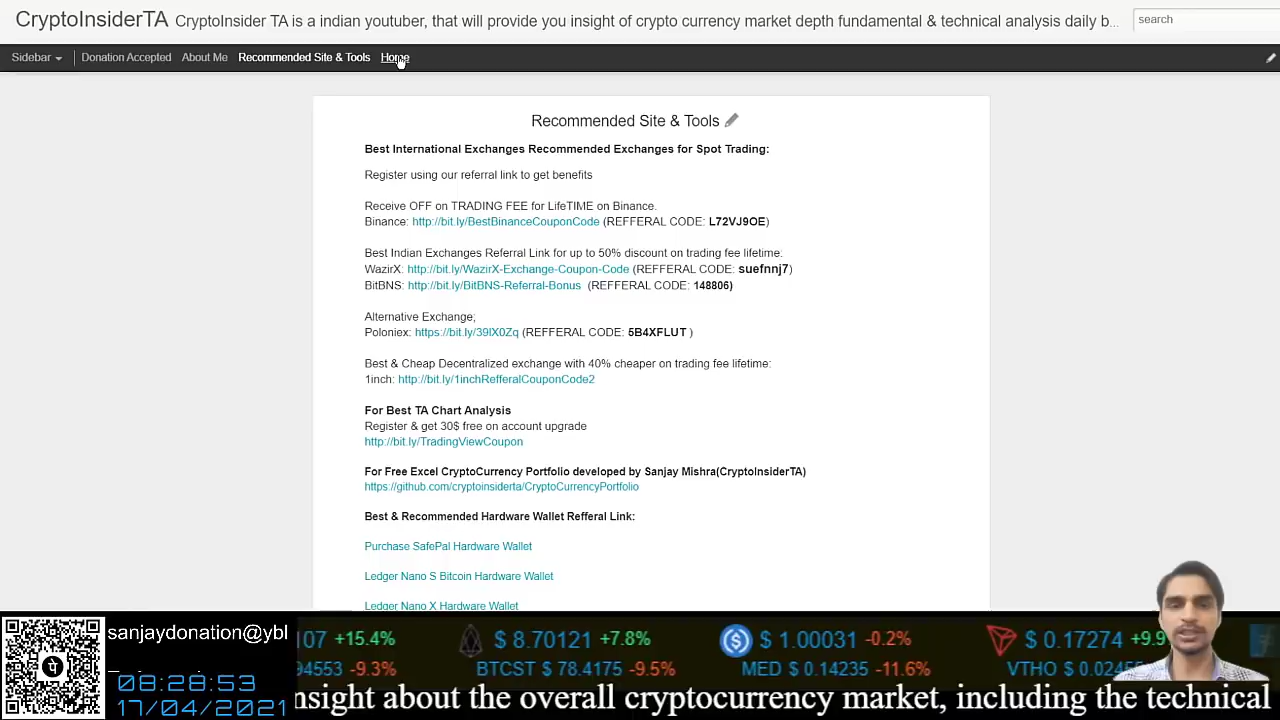 CryptoInsiderTA CryptoInsider TA is a indian youtuber, that will provide you insight of crypto currency market depth fundamental & technical analysis daily b...
search
Sidebar Donation Accepted About Me Recommended Site & Tools Home
Recommended Site & Tools
Best International Exchanges Recommended Exchanges for Spot Trading:
Register using our referral link to get benefits
Receive OFF on TRADING FEE for LifeTIME on Binance.
Binance: http://bit.ly/BestBinanceCouponCode (REFFERAL CODE: L72VJ9OE)
Best Indian Exchanges Referral Link for up to 50% discount on trading fee lifetime:
WazirX: http://bit.ly/WazirX-Exchange-Coupon-Code (REFFERAL CODE: suefnnj7)
BitBNS: http://bit.ly/BitBNS-Referral-Bonus (REFFERAL CODE: 148806)
Alternative Exchange;
Poloniex: https://bit.ly/39lX0Zq (REFFERAL CODE: 5B4XFLUT )
Best & Cheap Decentralized exchange with 40% cheaper on trading fee lifetime:
1inch: http://bit.ly/1inchRefferalCouponCode2
For Best TA Chart Analysis
Register & get 30$ free on account upgrade
http://bit.ly/TradingViewCoupon
For Free Excel CryptoCurrency Portfolio developed by Sanjay Mishra(CryptoInsiderTA)
https://github.com/cryptoinsiderta/CryptoCurrencyPortfolio
Best & Recommended Hardware Wallet Refferal Link:
Purchase SafePal Hardware Wallet
Ledger Nano S Bitcoin Hardware Wallet
Ledger Nano X Hardware Wallet
sanjaydonation@ybl
107 +15.4% $ 8.70121 +7.8% $ 1.00031 -0.2% $ 0.17274 +9.9
94553 -9.3% BTCST $ 78.4175 -9.5% MED $ 0.14235 -11.6% VTHO $ 0.0245
08:28:53
17/04/2021
nsight about the overall cryptocurrency market, including the technical